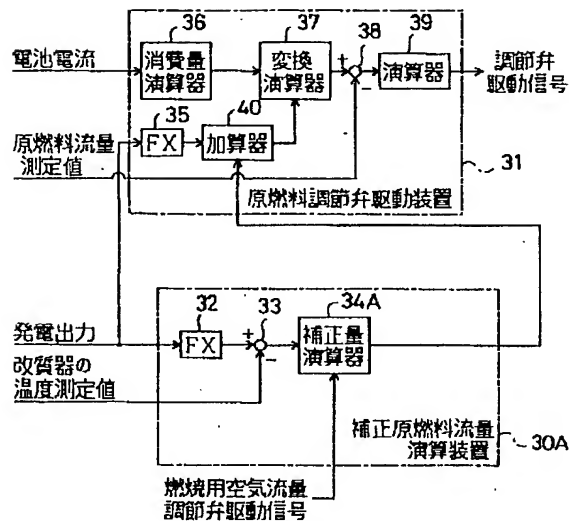 36
37
電池電流
消費量
演算器
変換
演算器
+
38
-
39
演算器
調節弁
駆動信号
40
35
原燃料流量
測定値
FX
加算器
31
原燃料調節弁駆動装置
32
33
34A
発電出力
FX
+
-
補正量
演算器
改質器の
温度測定値
補正原燃料流量
演算装置
30A
燃焼用空気流量
調節弁駆動信号